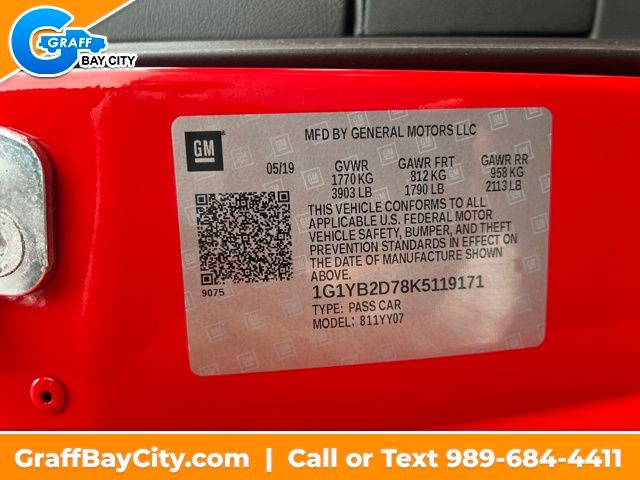 GRAFF
BAY CITY
GM
MFD BY GENERAL MOTORS LLC
05/19 GVWR GAWR FRT GAWR RR
1770 KG 812 KG 958 KG
3903 LB 1790 LB 2113 LB
THIS VEHICLE CONFORMS TO ALL
APPLICABLE U.S. FEDERAL MOTOR
VEHICLE SAFETY, BUMPER, AND THEFT
PREVENTION STANDARDS IN EFFECT ON
THE DATE OF MANUFACTURE SHOWN
ABOVE.
9075
1G1YB2D78K5119171
TYPE: PASS CAR
MODEL: 811YY07
GraffBayCity.com | Call or Text 989-684-4411